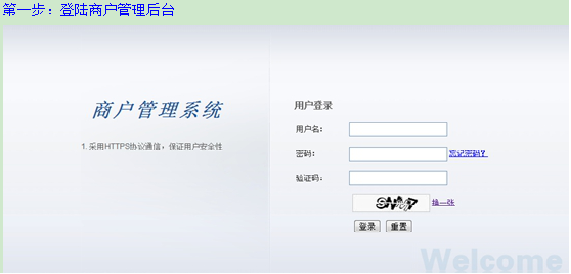 第一步：登陆商户管理后台
商户管理系统
1. 采用HTTPS协议通信，保证用户安全性
用户登录
用户名：
密码：
忘记密码？
验证码：
换一张
登录 重置
Welcome